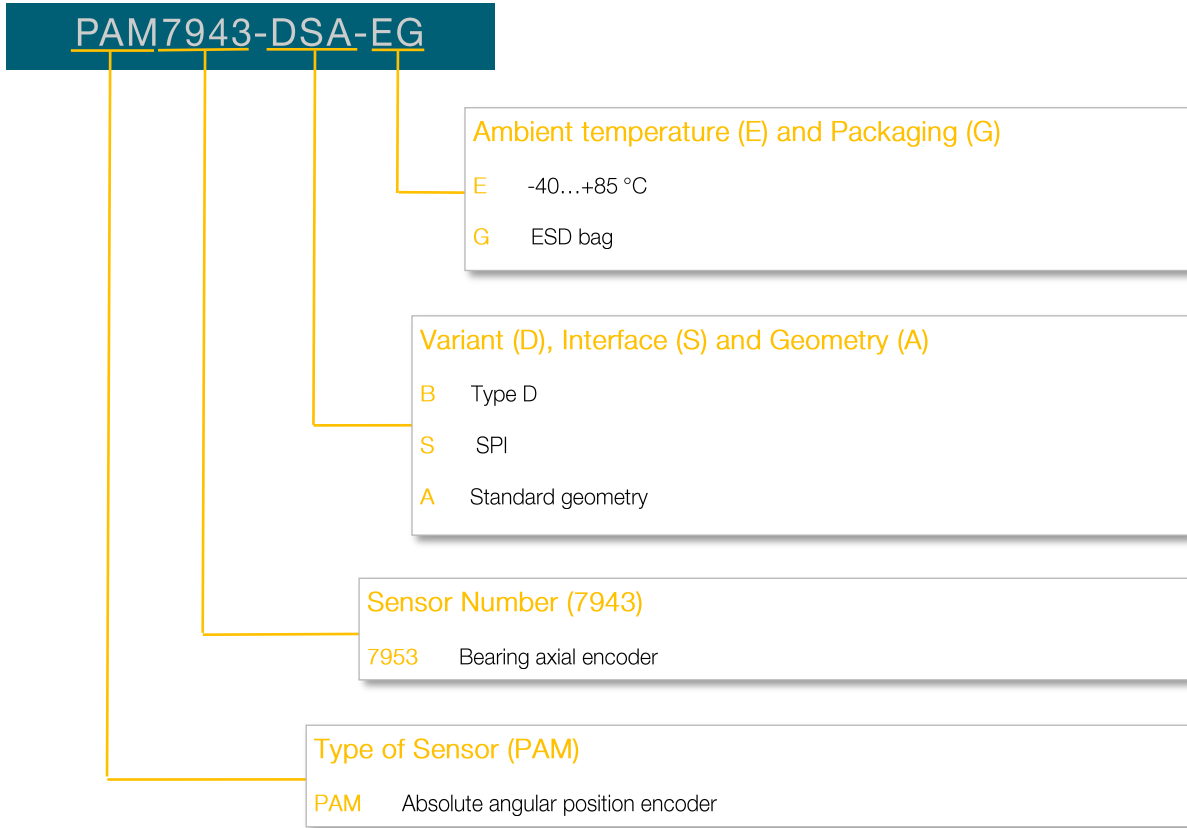 PAM7943-DSA-EG
Ambient temperature (E) and Packaging (G)
E -40…+85 °C
G ESD bag
Variant (D), Interface (S) and Geometry (A)
B Type D
S SPI
A Standard geometry
Sensor Number (7943)
7953 Bearing axial encoder
Type of Sensor (PAM)
PAM Absolute angular position encoder